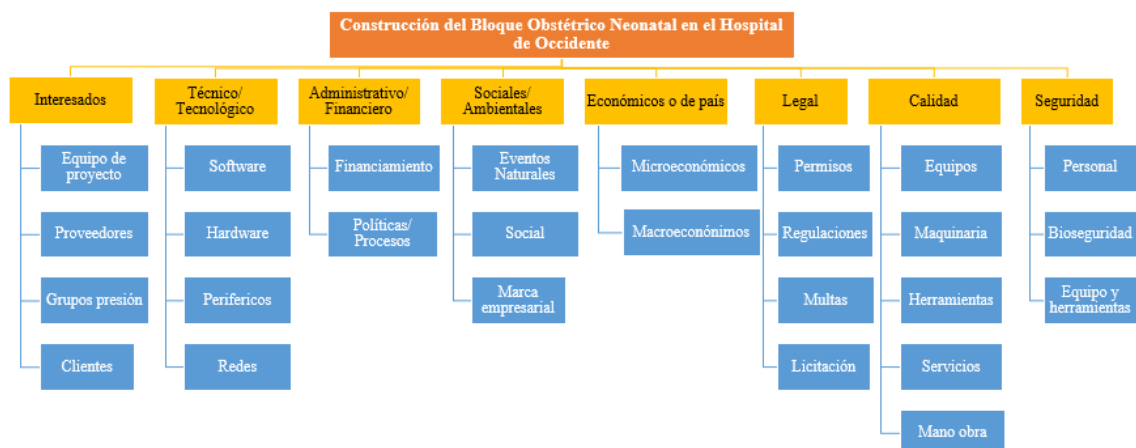 Construcción del Bloque Obstétrico Neonatal en el Hospital
de Occidente
Interesados
Equipo de
proyecto
Proveedores
Grupos presión
Clientes
Técnico/
Tecnológico
Software
Hardware
Perifericos
Redes
Administrativo/
Financiero
Financiamiento
Políticas/
Procesos
Sociales/
Ambientales
Eventos
Naturales
Social
Marca
empresarial
Económicos o de país
Microeconómicos
Macroeconónimos
Legal
Permisos
Regulaciones
Multas
Licitación
Calidad
Equipos
Maquinaria
Herramientas
Servicios
Mano obra
Seguridad
Personal
Bioseguridad
Equipo y
herramientas